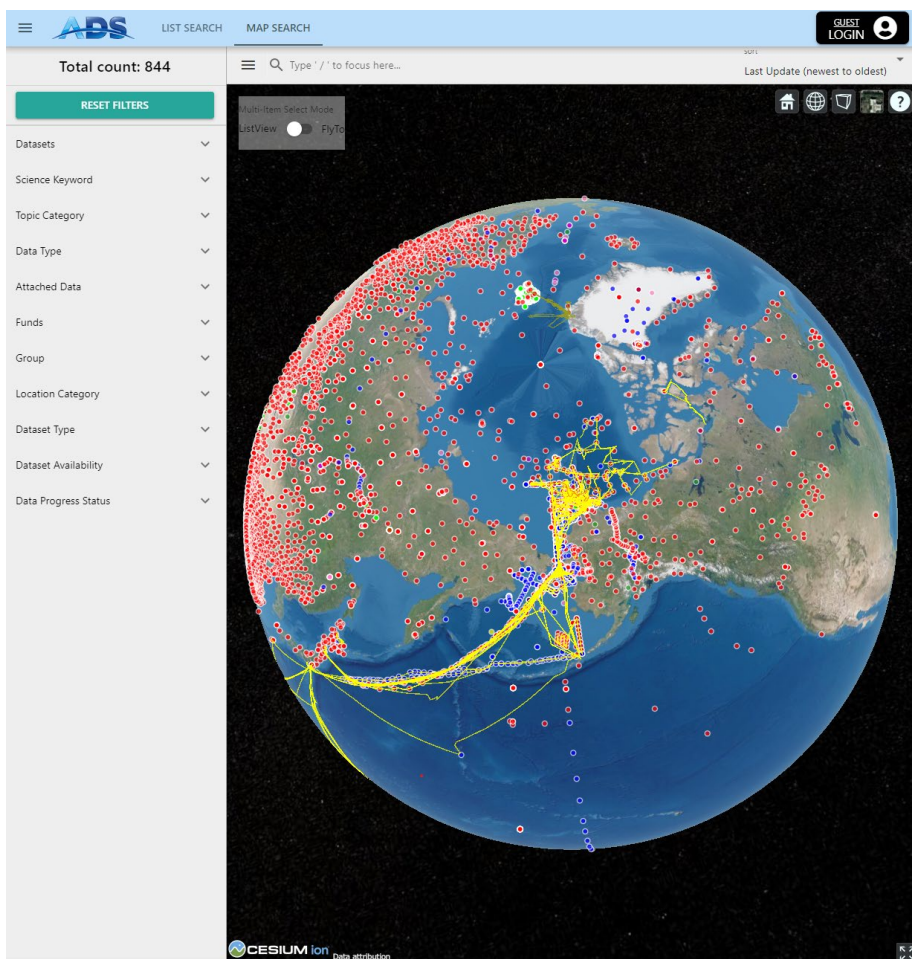 ADS
LIST SEARCH
MAP SEARCH
GUEST
LOGIN
Total count: 844
Type ' / ' to focus here...
sort
Last Update (newest to oldest)
RESET FILTERS
Multi-Item Select Mode
ListView
FlyTo
?
Datasets
Science Keyword
Topic Category
Data Type
Attached Data
Funds
Group
Location Category
Dataset Type
Dataset Availability
Data Progress Status
CESIUM ion
Data attribution